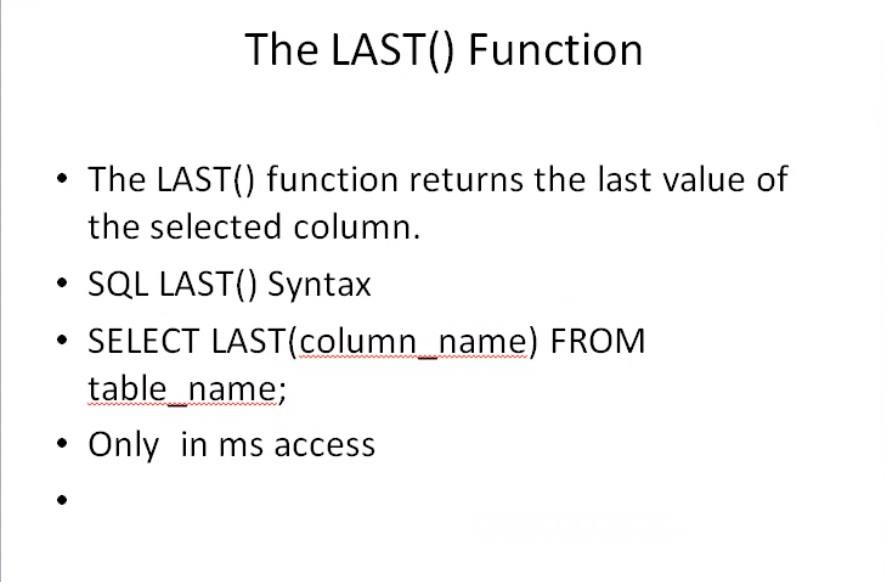 The LAST() Function
• The LAST() function returns the last value of
the selected column.
• SQL LAST() Syntax
• SELECT LAST(column_name) FROM
table_name;
• Only  in ms access
•